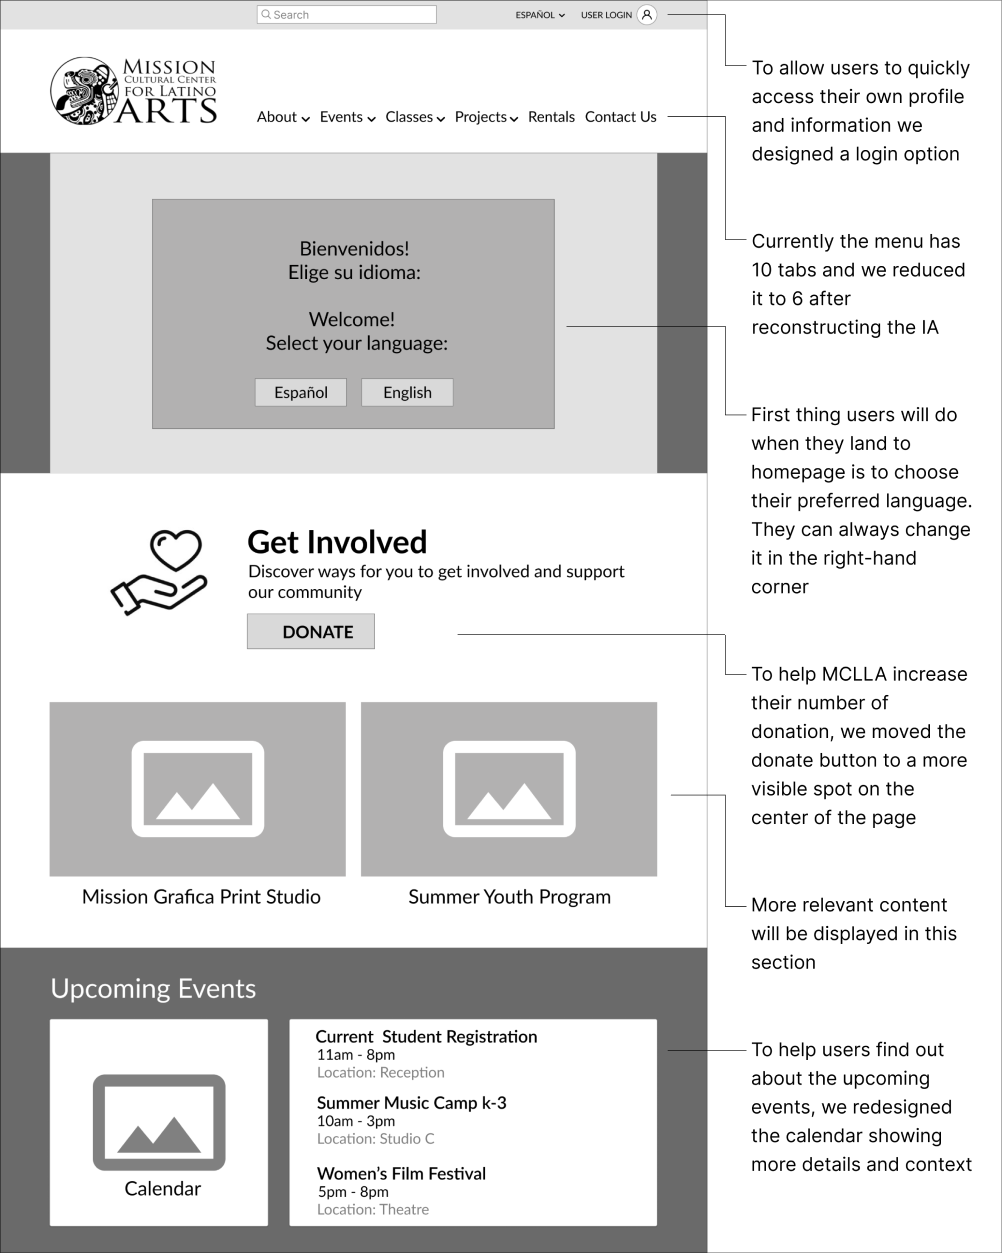 Search
ESPAÑOL
USER LOGIN
MISSION
CULTURAL CENTER
FOR LATINO
ARTS
About
Events
Classes
Projects
Rentals
Contact Us
Bienvenidos!
Elige su idioma:
Welcome!
Select your language:
Español
English
Get Involved
Discover ways for you to get involved and support
our community
DONATE
Mission Grafica Print Studio
Summer Youth Program
Upcoming Events
Calendar
Current  Student Registration
11am - 8pm
Location: Reception
Summer Music Camp k-3
10am - 3pm
Location: Studio C
Women’s Film Festival
5pm - 8pm
Location: Theatre
To allow users to quickly
access their own profile
and information we
designed a login option
Currently the menu has
10 tabs and we reduced
it to 6 after
reconstructing the IA
First thing users will do
when they land to
homepage is to choose
their preferred language.
They can always change
it in the right-hand
corner
To help MCLLA increase
their number of
donation, we moved the
donate button to a more
visible spot on the
center of the page
More relevant content
will be displayed in this
section
To help users find out
about the upcoming
events, we redesigned
the calendar showing
more details and context